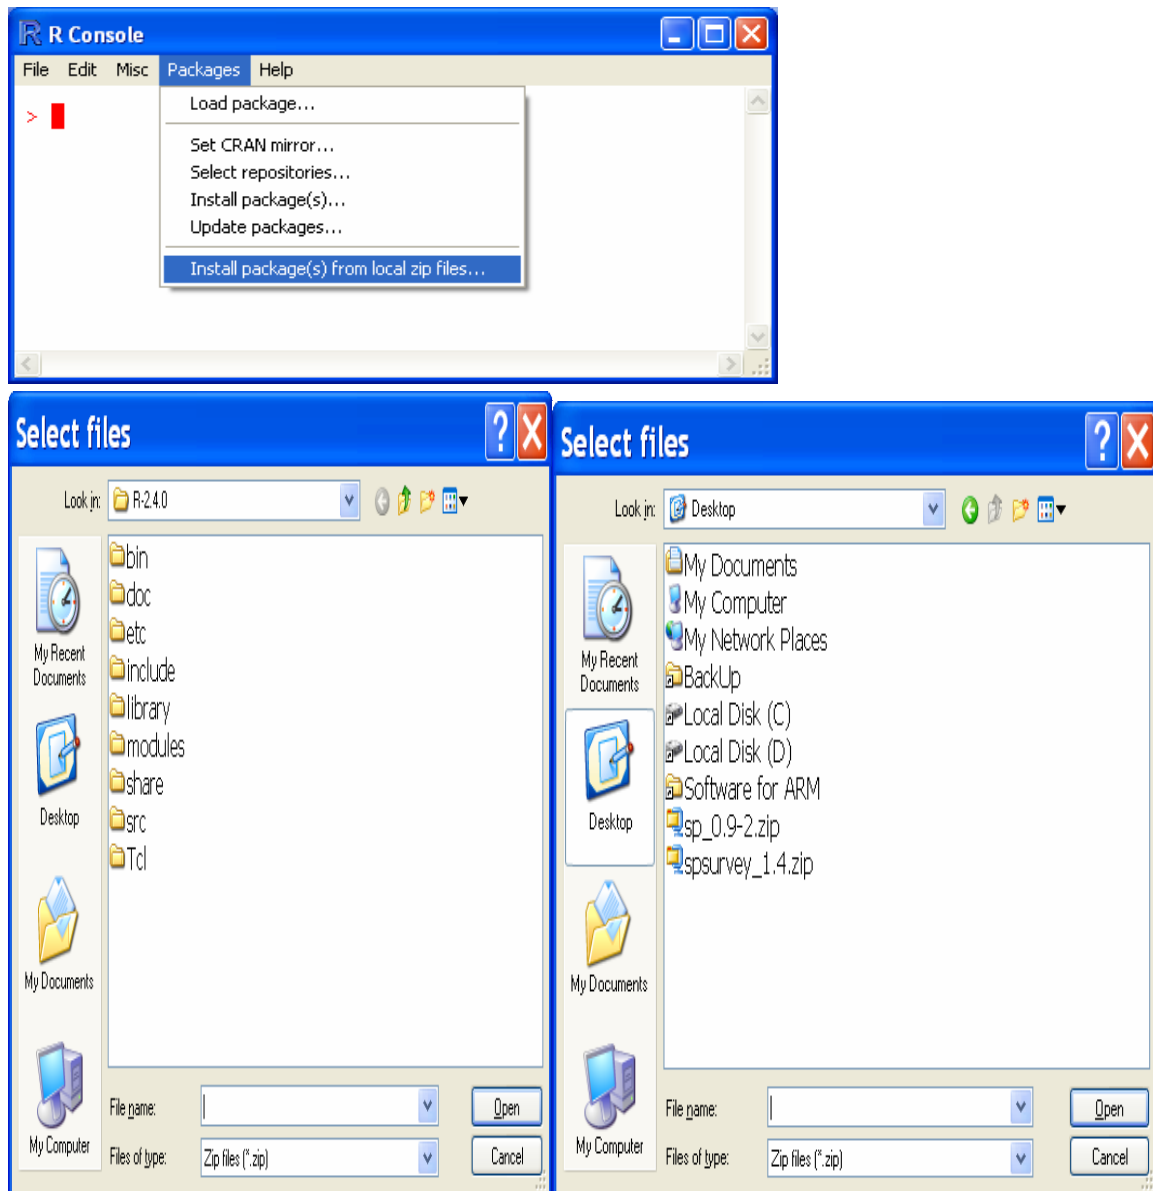 R Console
File Edit Misc Packages Help
>
Load package...
Set CRAN mirror...
Select repositories...
Install package(s)...
Update packages...
Install package(s) from local zip files...
Select files
Look in: R-2.4.0
My Recent Documents
Desktop
My Documents
My Computer
bin
doc
etc
include
library
modules
share
src
Tcl
File name:
Open
Files of type: Zip files (*.zip)
Cancel
Select files
Look in: Desktop
My Recent Documents
Desktop
My Documents
My Computer
My Documents
My Computer
My Network Places
BackUp
Local Disk (C)
Local Disk (D)
Software for ARM
sp_0.9-2.zip
spsurvey_1.4.zip
File name:
Open
Files of type: Zip files (*.zip)
Cancel